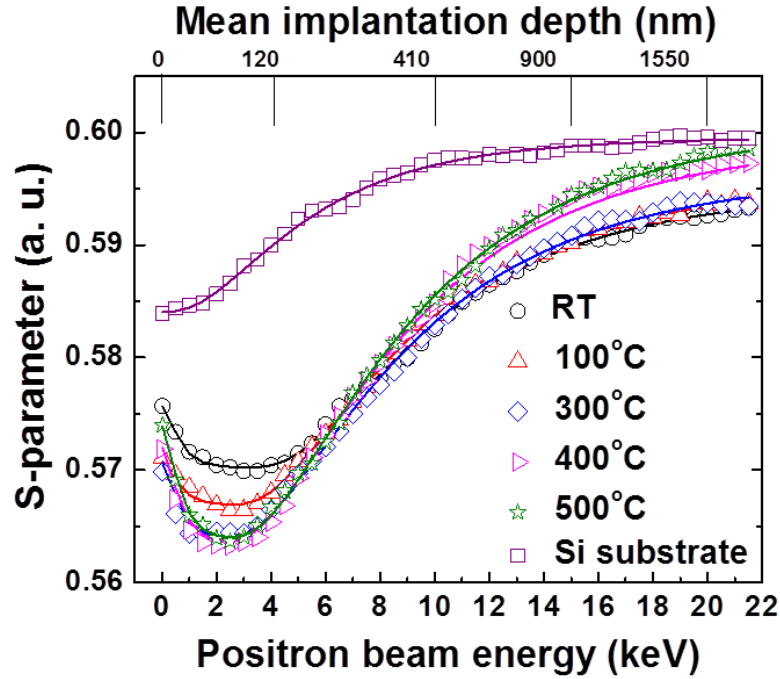 Mean implantation depth (nm)
0 120 410 900 1550
0.60
0.59
0.58
0.57
0.56
S-parameter (a. u.)
RT
100°C
300°C
400°C
500°C
Si substrate
0 2 4 6 8 10 12 14 16 18 20 22
Positron beam energy (keV)